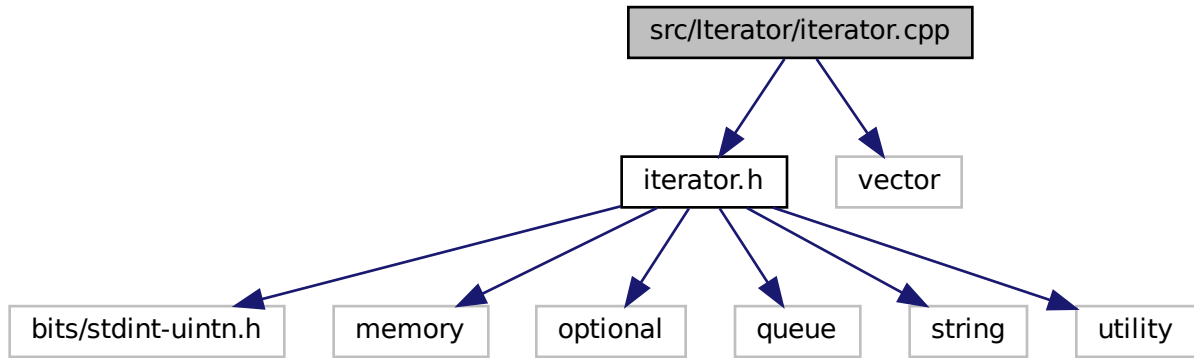 src/Iterator/iterator.cpp
iterator.h
vector
bits/stdint-uintn.h
memory
optional
queue
string
utility